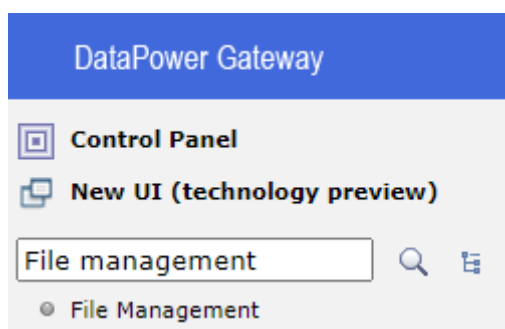 DataPower Gateway
Control Panel
New UI (technology preview)
File management
File Management